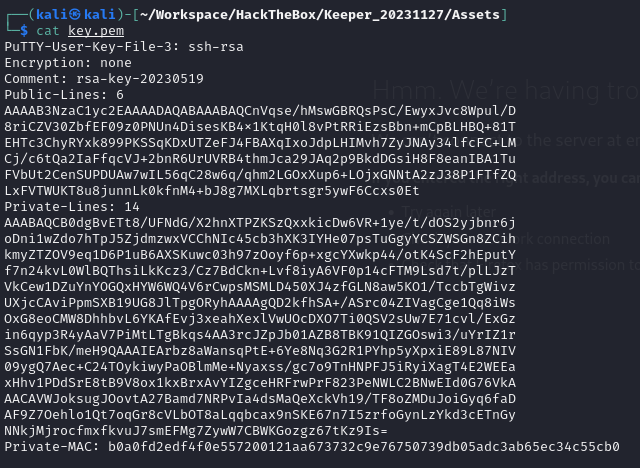 ┌──(kali㉿kali)-[~/Workspace/HackTheBox/Keeper_20231127/Assets]
└─$ cat key.pem
PuTTY-User-Key-File-3: ssh-rsa
Encryption: none
Comment: rsa-key-20230519
Public-Lines: 6
AAAAB3NzaC1yc2EAAAADAQABAAABAQCnVqse/hMswGBRQsPsC/EwyxJvc8Wpul/D
8riCZV30ZbfEF09z0PNUn4DisesKB4×1KtqH0l8vPtRRiEzsBbn+mCpBLHBQ+81T
EHTc3ChyRYxk899PKSSqKDxUTZeFJ4FBAXqIxoJdpLHIMvh7ZyJNAy34lfcFC+LM
Cj/c6tQa2IaFfqcVJ+2bnR6UrUVRB4thmJca29JAq2p9BkdDGsiH8F8eanIBA1Tu
FVbUt2CenSUPDUAw7wIL56qC28w6q/qhm2LGOxXup6+LOjxGNNtA2zJ38P1FTfZQ
LxFVTWUKT8u8junnLk0kfnM4+bJ8g7MXLqbrtsgr5ywF6Ccxs0Et
Private-Lines: 14
AAABAQCB0dgBvETt8/UFNdG/X2hnXTPZKSzQxxkicDw6VR+1ye/t/dOS2yjbnr6j
oDni1wZdo7hTpJ5ZjdmzwxVCChNIc45cb3hXK3IYHe07psTuGgyYCSZWSGn8ZCih
kmyZTZOV9eq1D6P1uB6AXSKuwc03h97zOoyf6p+xgcYXwkp44/otK4ScF2hEputY
f7n24kvL0WlBQThsiLkKcz3/Cz7BdCkn+Lvf8iyA6VF0p14cFTM9Lsd7t/plLJzT
VkCew1DZuYnYOGQxHYW6WQ4V6rCwpsMSMLD450XJ4zfGLN8aw5KO1/TccbTgWivz
UXjcCAviPpmSXB19UG8JlTpgORyhAAAAgQD2kfhSA+/ASrc04ZIVagCge1Qq8iWs
OxG8eoCMW8DhhbvL6YKAfEvj3xeahXexlVwUOcDXO7Ti0QSV2sUw7E71cvl/ExGz
in6qyp3R4yAaV7PiMtLTgBkqs4AA3rcJZpJb01AZB8TBK91QIZGOswi3/uYrIZ1r
SsGN1FbK/meH9QAAAIEArbz8aWansqPtE+6Ye8Nq3G2R1PYhp5yXpxiE89L87NIV
09ygQ7Aec+C24TOykiwyPaOBlmMe+Nyaxss/gc7o9TnHNPFJ5iRyiXagT4E2WEEa
xHhv1PDdSrE8tB9V8ox1kxBrxAvYIZgceHRFrwPrF823PeNWLC2BNwEId0G76VkA
AACAVWJoksugJOovtA27Bamd7NRPvIa4dsMaQeXckVh19/TF8oZMDuJoiGyq6faD
AF9Z7Oehlo1Qt7oqGr8cVLbOT8aLqqbcax9nSKE67n7I5zrfoGynLzYkd3cETnGy
NNkjMjrocfmxfkvuJ7smEFMg7ZywW7CBWKGozgz67tKz9Is=
Private-MAC: b0a0fd2edf4f0e557200121aa673732c9e76750739db05adc3ab65ec34c55cb0